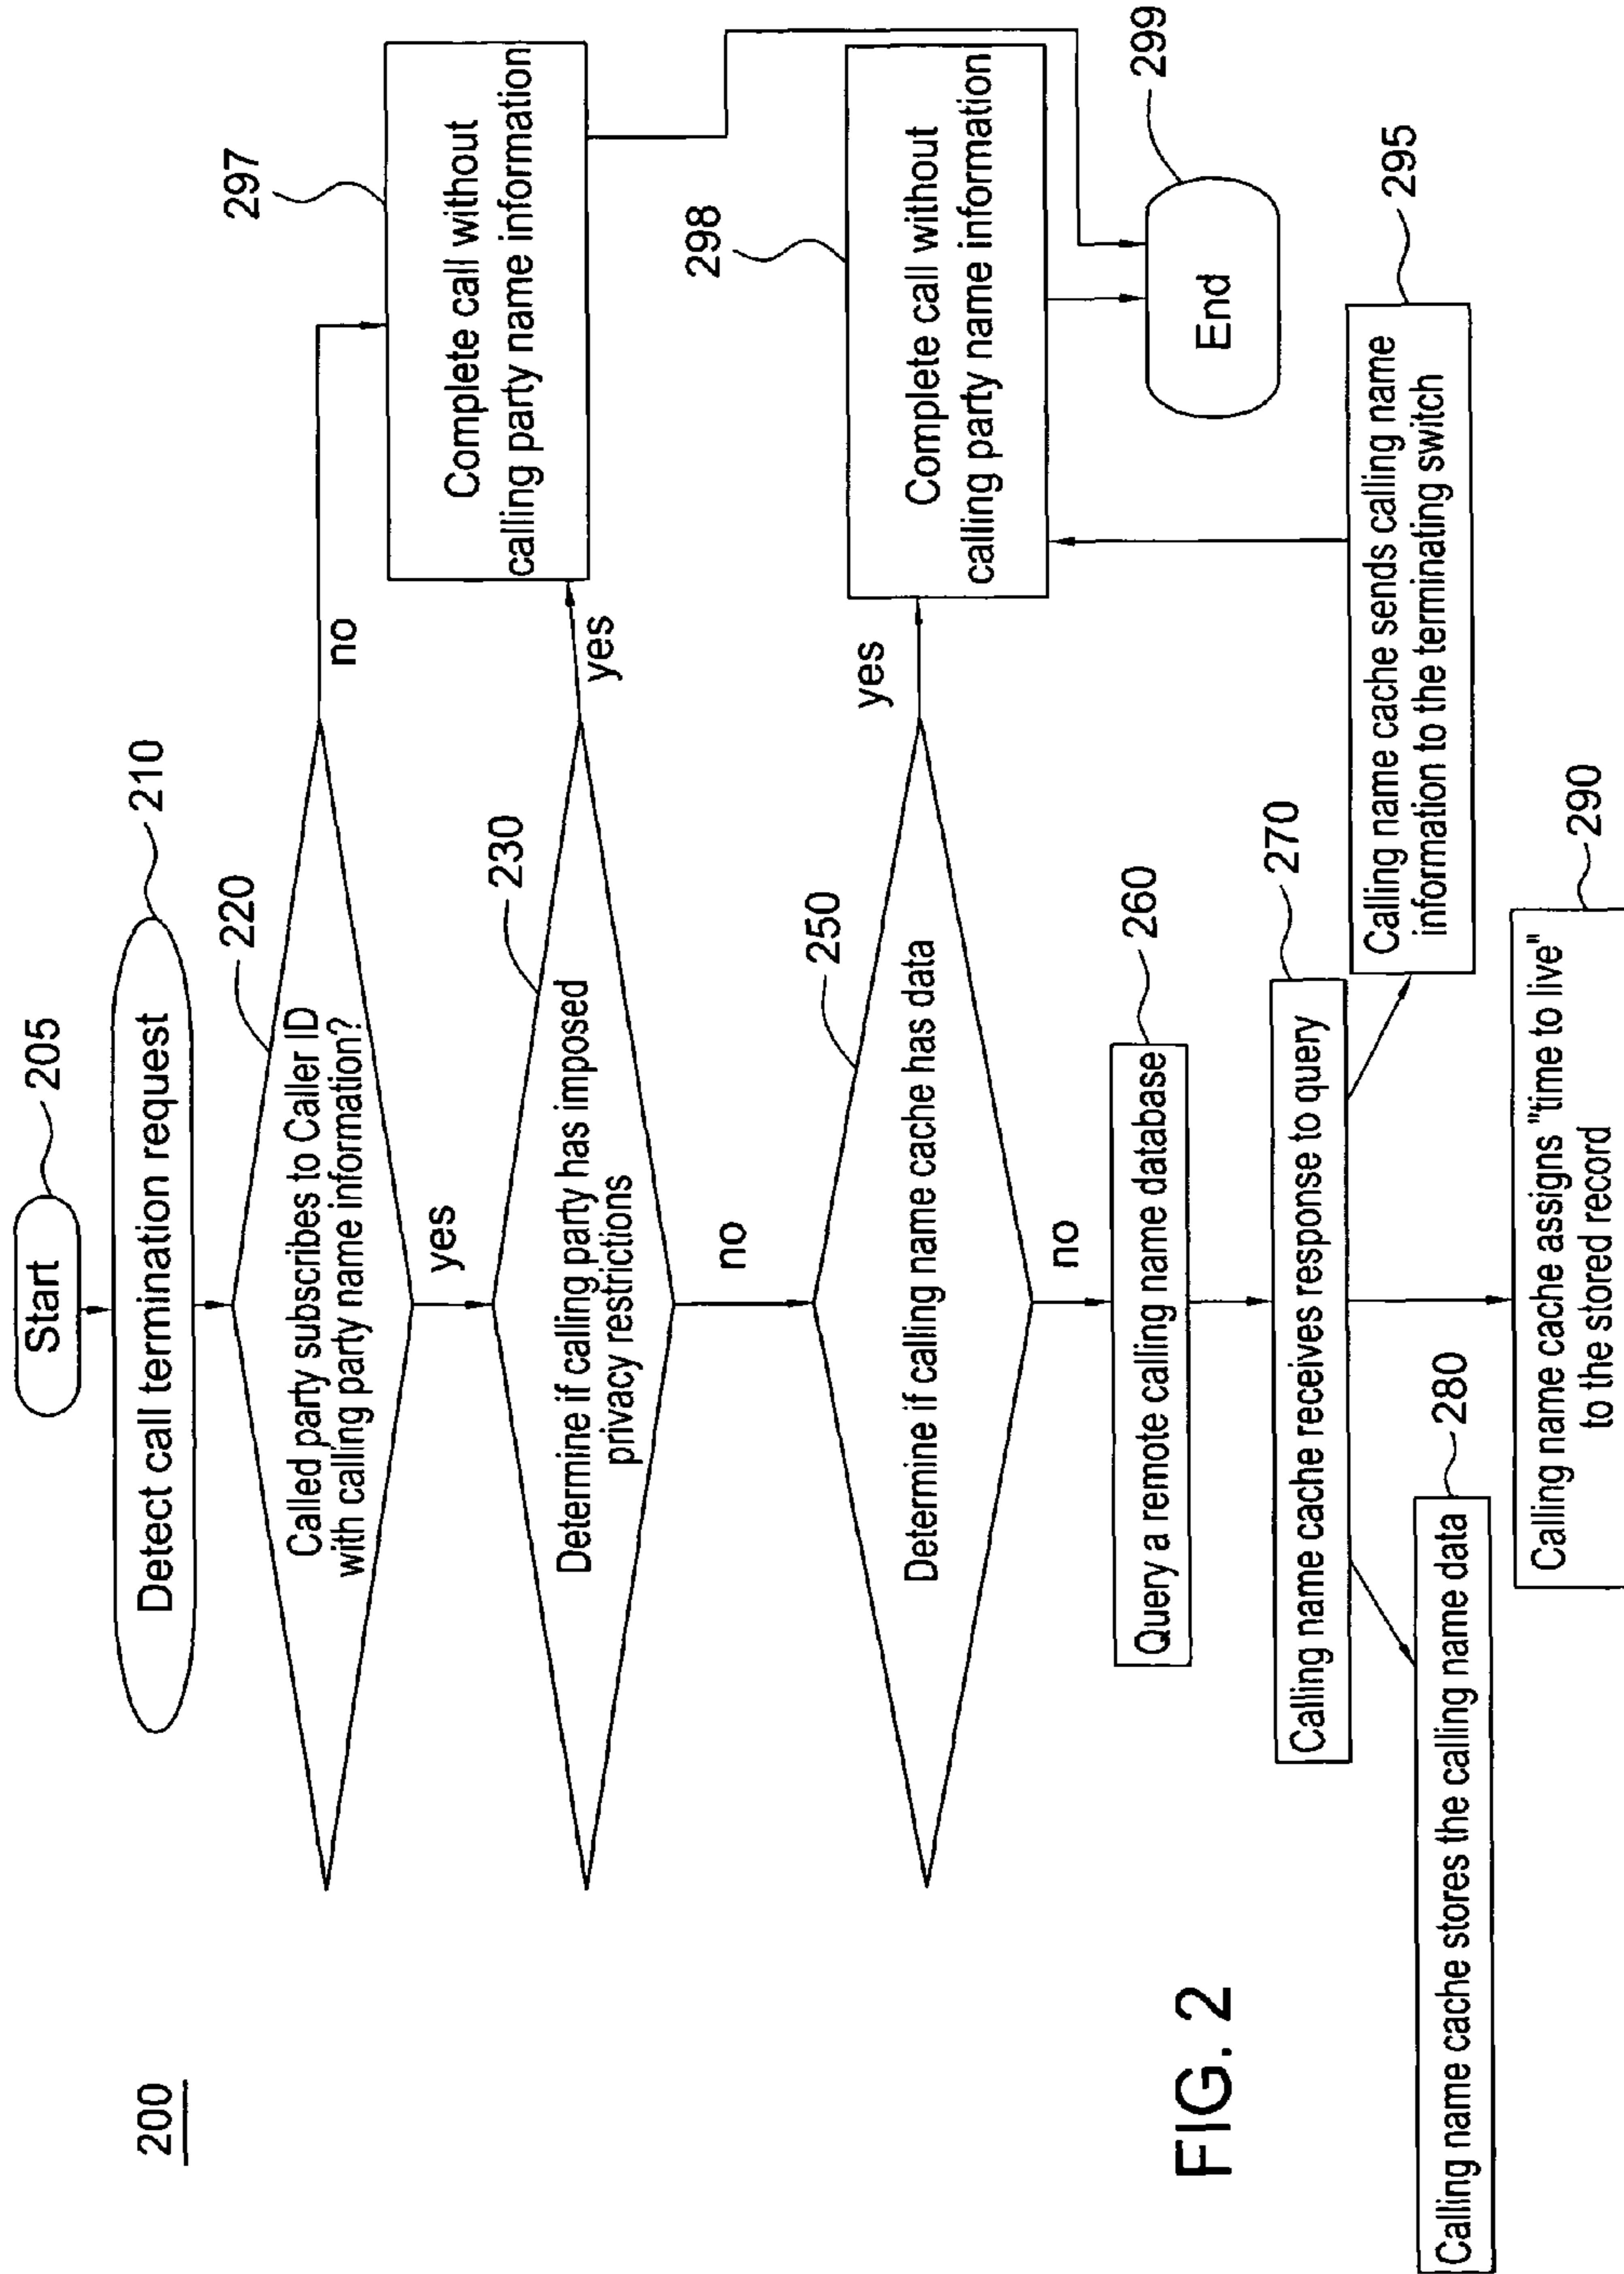 200
Start
205
Detect call termination request
210
Called party subscribes to Caller ID
with calling party name information?
220
no
yes
Complete call without
calling party name information
297
Determine if calling party has imposed
privacy restrictions
230
yes
no
Determine if calling name cache has data
250
yes
no
Complete call without
calling party name information
298
End
299
Query a remote calling name database
260
Calling name cache receives response to query
270
Calling name cache sends calling name
information to the terminating switch
295
Calling name cache stores the calling name data
280
Calling name cache assigns "time to live"
to the stored record
290
FIG. 2